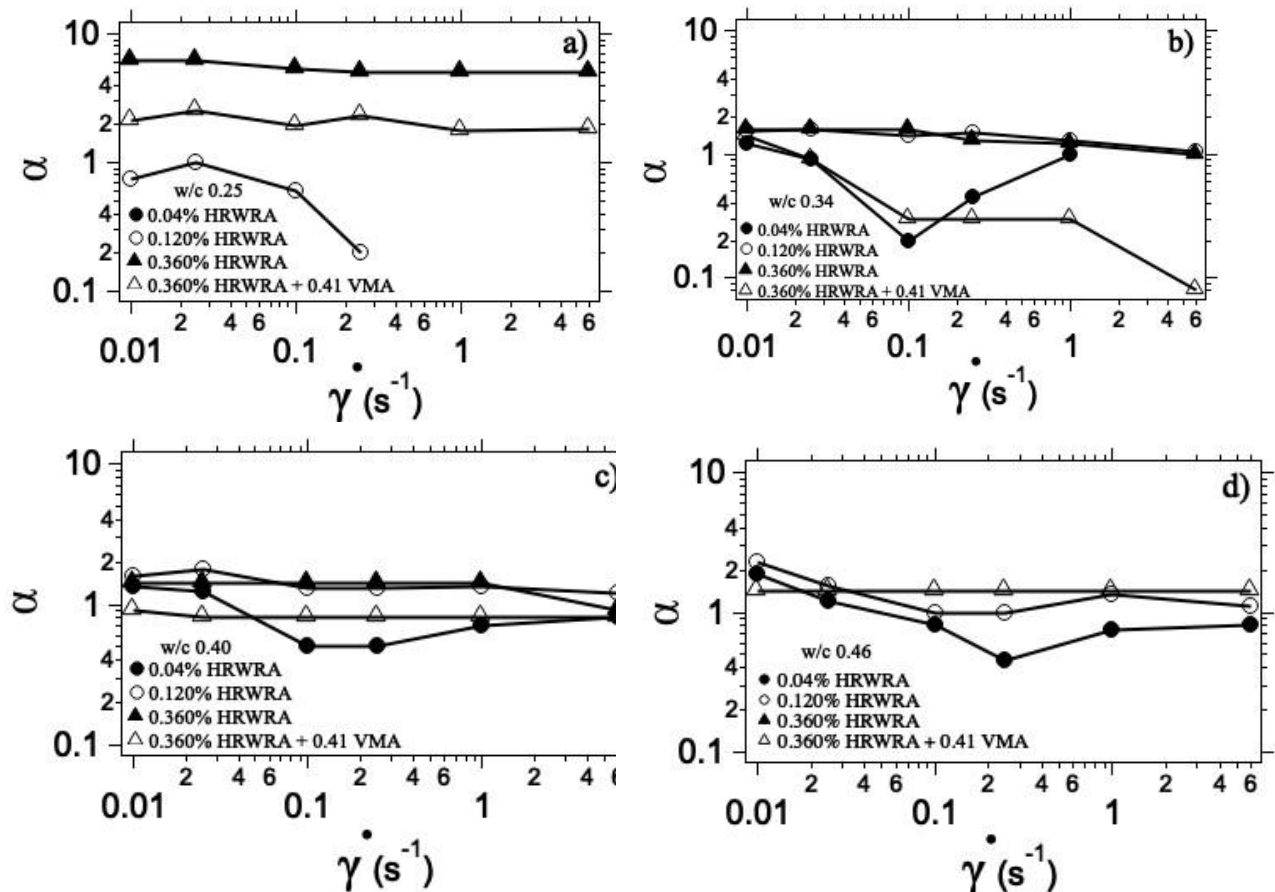 a)
10
4
2
α
1
4
2
0.1
w/c 0.25
0.04% HRWRA
0.120% HRWRA
0.360% HRWRA
0.360% HRWRA + 0.41 VMA
2 4 6 2 4 6 2 4 6
0.01 0.1 1
γ̇ (s⁻¹)
b)
10
4
2
α
1
4
2
0.1
w/c 0.34
0.04% HRWRA
0.120% HRWRA
0.360% HRWRA
0.360% HRWRA + 0.41 VMA
2 4 6 2 4 6 2 4 6
0.01 0.1 1
γ̇ (s⁻¹)
c)
10
4
2
α
1
4
2
0.1
w/c 0.40
0.04% HRWRA
0.120% HRWRA
0.360% HRWRA
0.360% HRWRA + 0.41 VMA
2 4 6 2 4 6 2 4 6
0.01 0.1 1
γ̇ (s⁻¹)
d)
10
4
2
α
1
4
2
0.1
w/c 0.46
0.04% HRWRA
0.120% HRWRA
0.360% HRWRA
0.360% HRWRA + 0.41 VMA
2 4 6 2 4 6 2 4 6
0.01 0.1 1
γ̇ (s⁻¹)